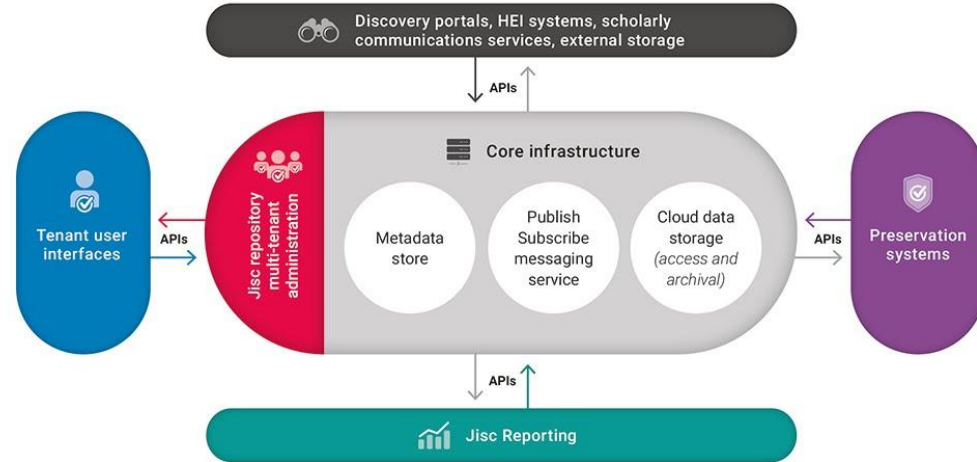 Discovery portals, HEI systems, scholarly
communications services, external storage
APIs
Tenant user
interfaces
APIs
Jisc repository
multi-tenant
administration
Core infrastructure
Metadata
store
Publish
Subscribe
messaging
service
Cloud data
storage
(access and
archival)
APIs
Preservation
systems
APIs
Jisc Reporting